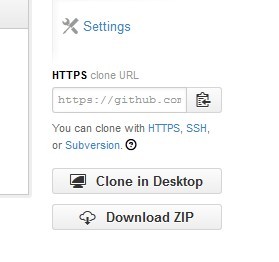 Settings
HTTPS clone URL
https://github.com
You can clone with HTTPS, SSH,
or Subversion.
Clone in Desktop
Download ZIP